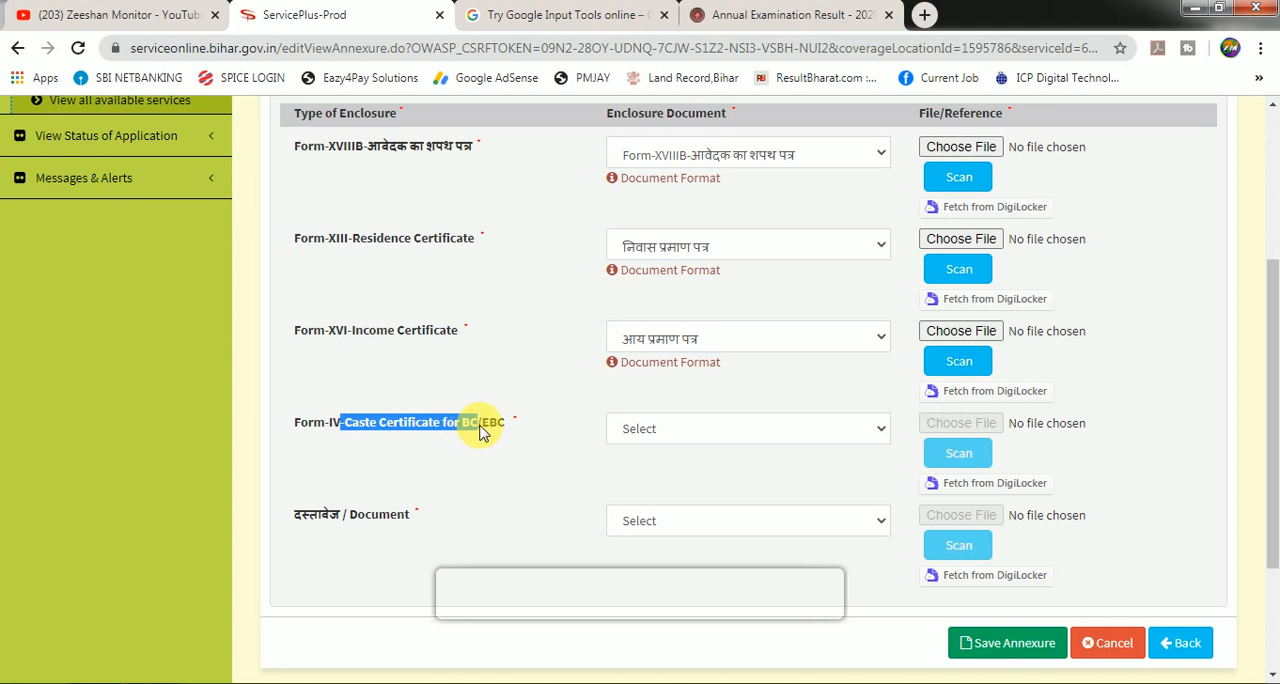 (203) Zeeshan Monitor - YouTube
ServicePlus-Prod
Try Google Input Tools online – G
Annual Examination Result - 202
serviceonline.bihar.gov.in/editViewAnnexure.do?OWASP_CSRFTOKEN=09N2-28OY-UDNQ-7CJW-S1Z2-NSI3-VSBH-NUI2&coverageLocationId=1595786&serviceId=6...
Apps
SBI NETBANKING
SPICE LOGIN
Eazy4Pay Solutions
Google AdSense
PMJAY
Land Record,Bihar
ResultBharat.com :...
Current Job
ICP Digital Technol...
»
View all available services
View Status of Application
Messages & Alerts
Type of Enclosure *
Enclosure Document *
File/Reference *
Form-XVIIIB-आवेदक का शपथ पत्र *
Form-XVIIIB-आवेदक का शपथ पत्र
Choose File No file chosen
Document Format
Scan
Fetch from DigiLocker
Form-XIII-Residence Certificate *
निवास प्रमाण पत्र
Choose File No file chosen
Document Format
Scan
Fetch from DigiLocker
Form-XVI-Income Certificate *
आय प्रमाण पत्र
Choose File No file chosen
Document Format
Scan
Fetch from DigiLocker
Form-IV-Caste Certificate for BC/EBC *
Select
Choose File No file chosen
Scan
Fetch from DigiLocker
दस्ताबेज / Document *
Select
Choose File No file chosen
Scan
Fetch from DigiLocker
Save Annexure
Cancel
Back